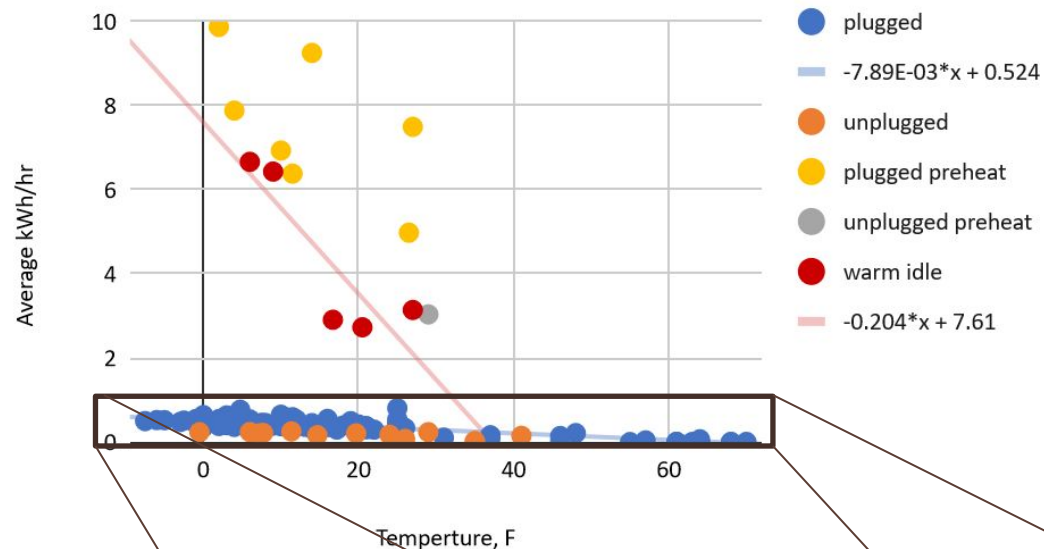 10
8
6
4
2
0
Average kWh/hr
0 20 40 60
Temperture, F
plugged
-7.89E-03*x + 0.524
unplugged
plugged preheat
unplugged preheat
warm idle
-0.204*x + 7.61